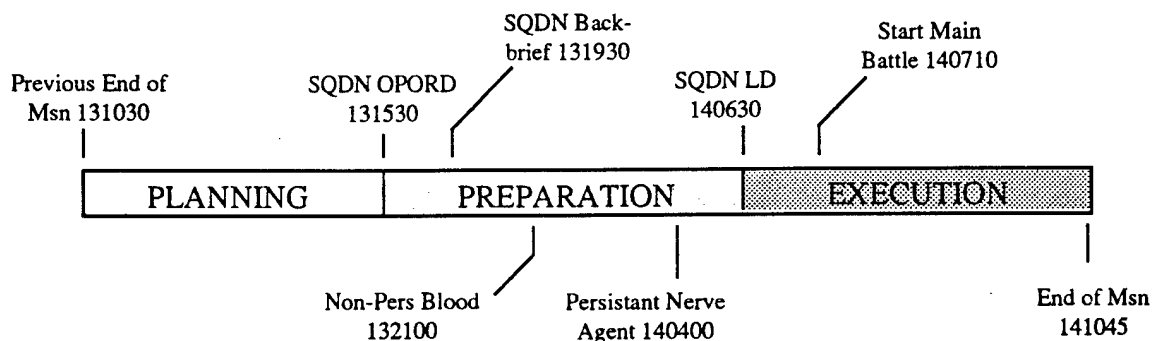 SQDN Back-
brief 131930
Start Main
Battle 140710
Previous End of
Msn 131030
SQDN OPORD
131530
SQDN LD
140630
PLANNING
PREPARATION
EXECUTION
Non-Pers Blood
132100
Persistant Nerve
Agent 140400
End of Msn
141045